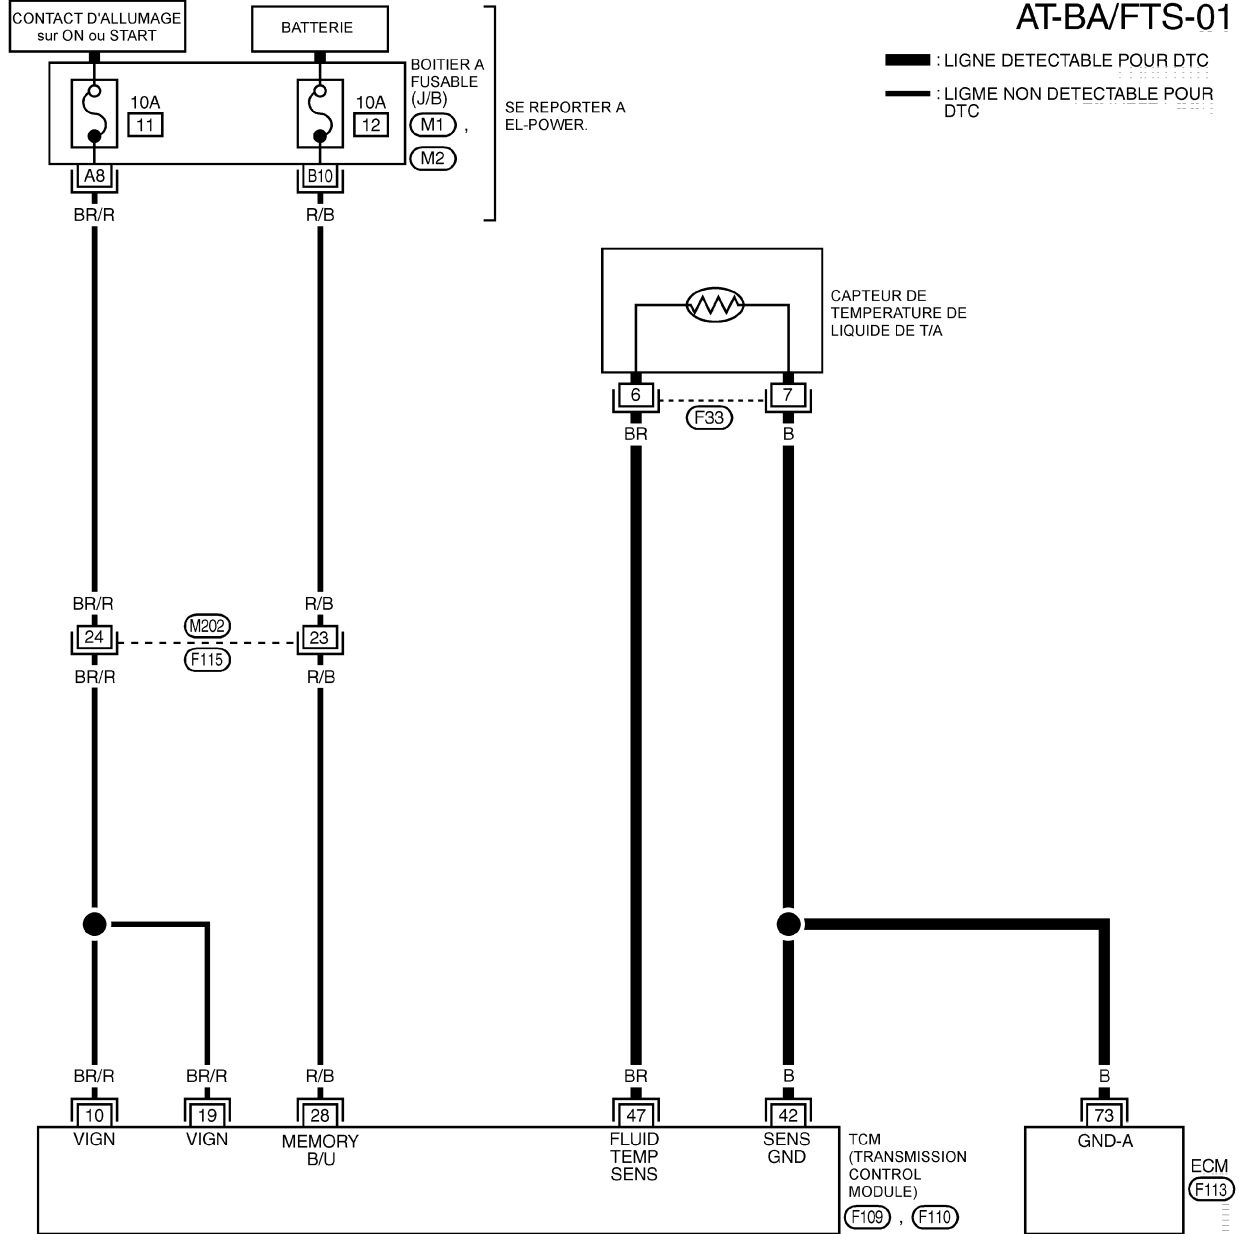 AT-BA/FTS-01
CONTACT D'ALLUMAGE
sur ON ou START
BATTERIE
: LIGNE DETECTABLE POUR DTC
: LIGME NON DETECTABLE POUR
DTC
BOITIER A
FUSABLE
(J/B)
M1 ,
M2
10A
11
10A
12
SE REPORTER A
EL-POWER.
A8
B10
BR/R
R/B
CAPTEUR DE
TEMPERATURE DE
LIQUIDE DE T/A
6
7
F33
BR
B
BR/R
R/B
24
M202
F115
23
BR/R
R/B
BR/R
BR/R
R/B
BR
B
B
10
19
28
47
42
73
VIGN
VIGN
MEMORY
B/U
FLUID
TEMP
SENS
SENS
GND
TCM
(TRANSMISSION
CONTROL
MODULE)
F109 , F110
GND-A
ECM
F113